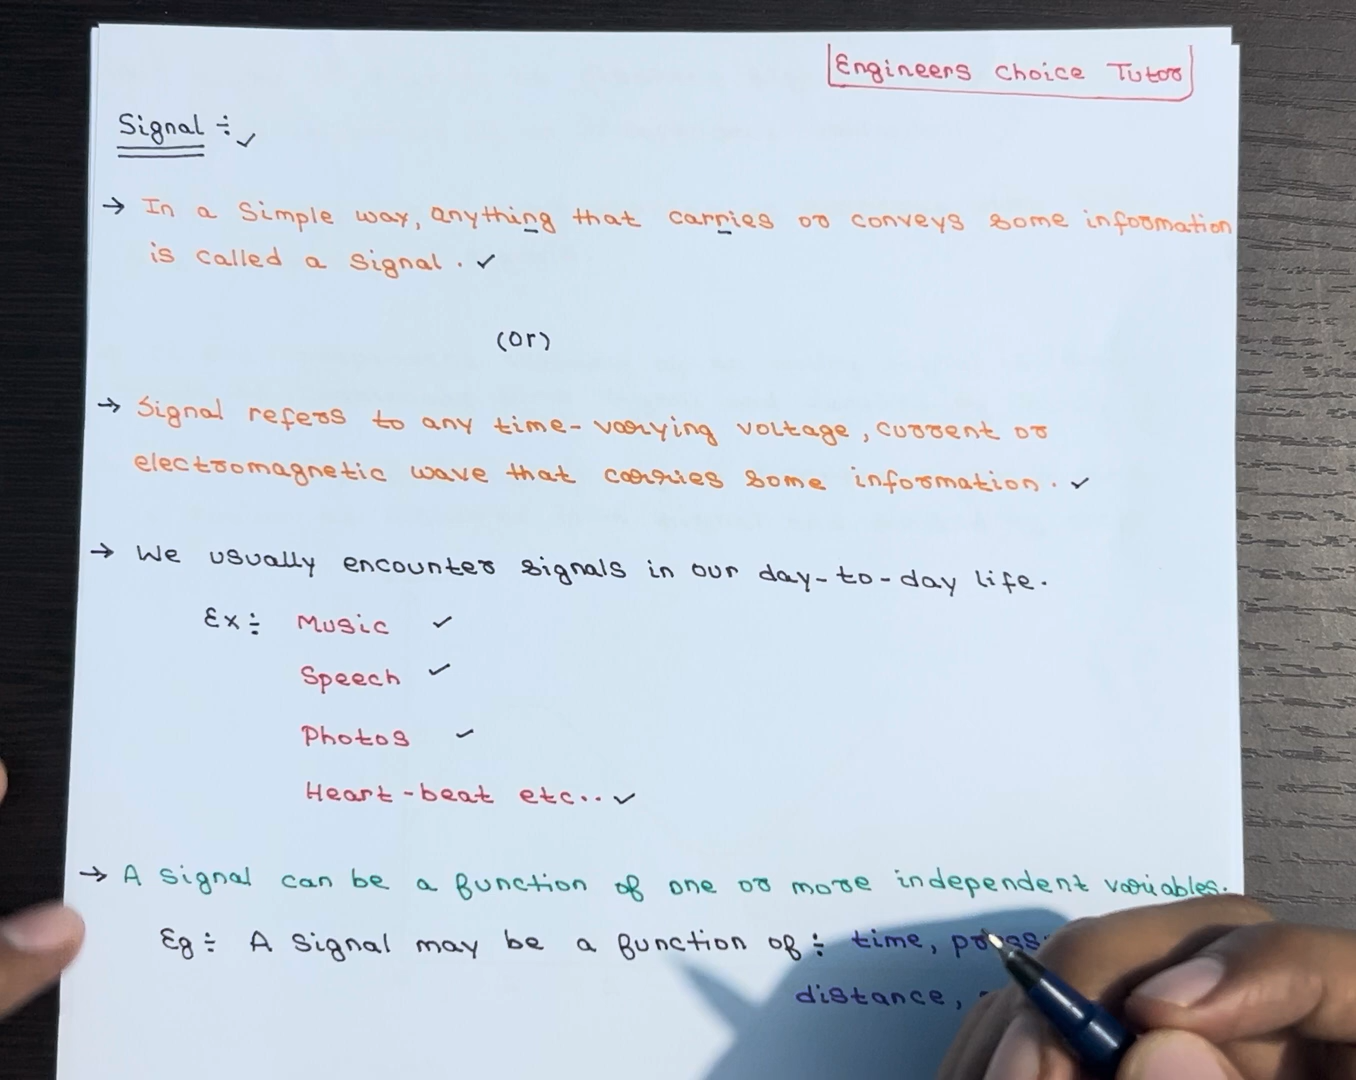 Engineers Choice Tutor
Signal ÷
→ In a Simple way, anything that carries or conveys some information
is called a signal.
(Or)
→ Signal refers to any time-varying voltage, current or
electromagnetic wave that carries some information.
→ We usually encounter signals in our day-to-day life.
Ex÷ Music
Speech
Photos
Heart-beat etc..
→ A signal can be a function of one or more independent variables.
Eg÷ A signal may be a function of÷ time,
distance,